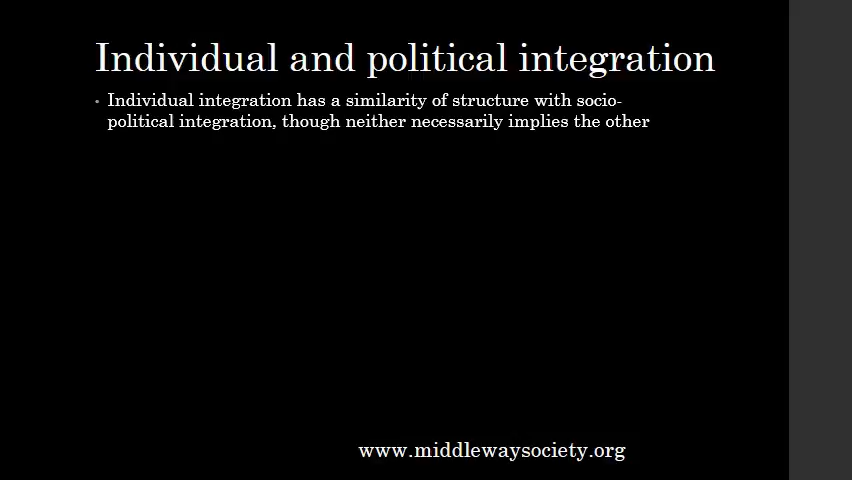 Individual and political integration
• Individual integration has a similarity of structure with socio-
political integration, though neither necessarily implies the other
www.middlewaysociety.org